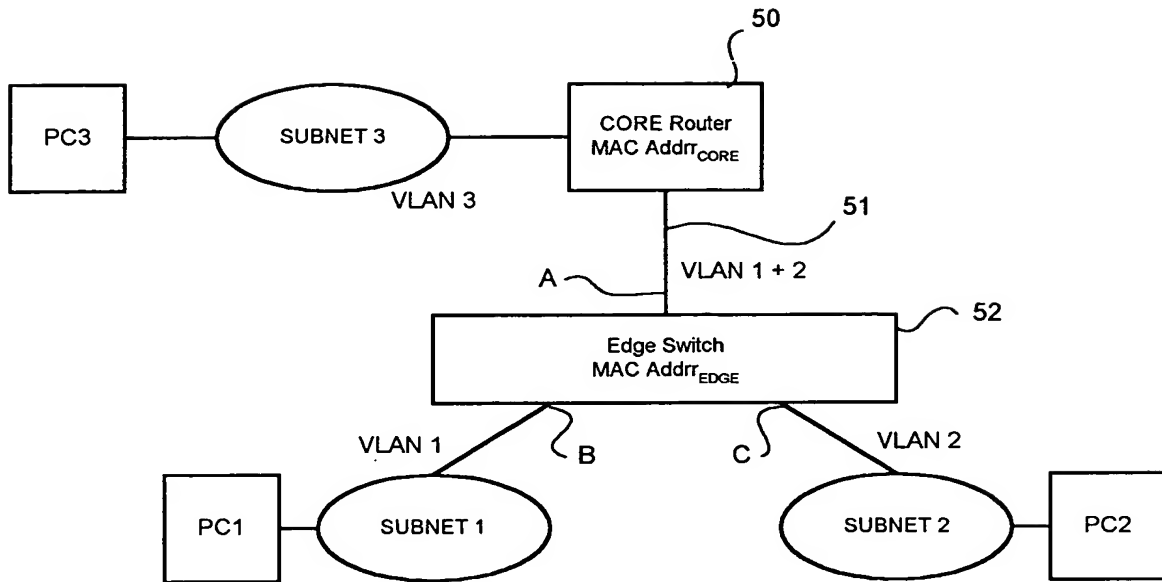 50
PC3
SUBNET 3
CORE Router
MAC Addrr_CORE
VLAN 3
51
VLAN 1 + 2
A
52
Edge Switch
MAC Addrr_EDGE
VLAN 1
B
C
VLAN 2
PC1
SUBNET 1
SUBNET 2
PC2